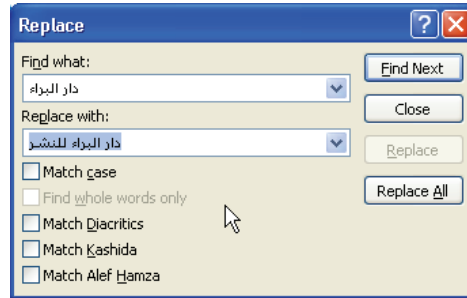 Replace
Find what:
دار البراء
Replace with:
دار البراء للنشر
Match case
Find whole words only
Match Diacritics
Match Kashida
Match Alef Hamza
Find Next
Close
Replace
Replace All